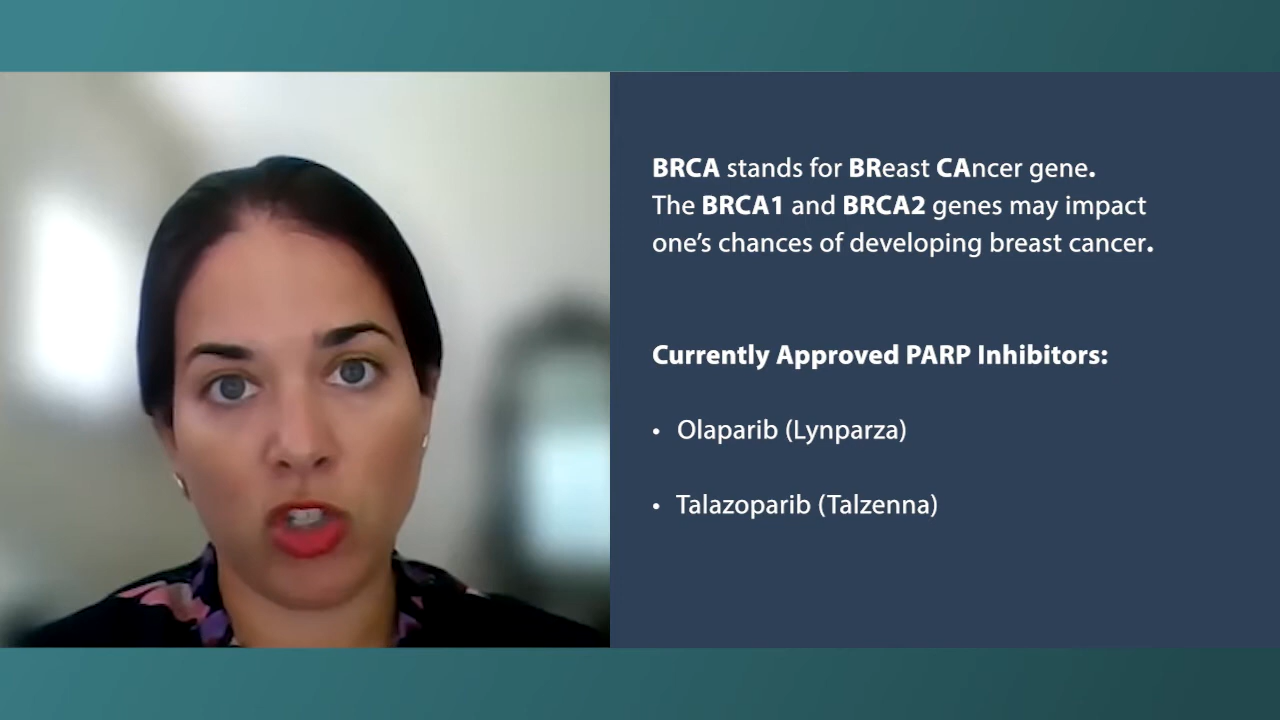 BRCA stands for BReast CAncer gene.
The BRCA1 and BRCA2 genes may impact
one’s chances of developing breast cancer.
Currently Approved PARP Inhibitors:
• Olaparib (Lynparza)
• Talazoparib (Talzenna)